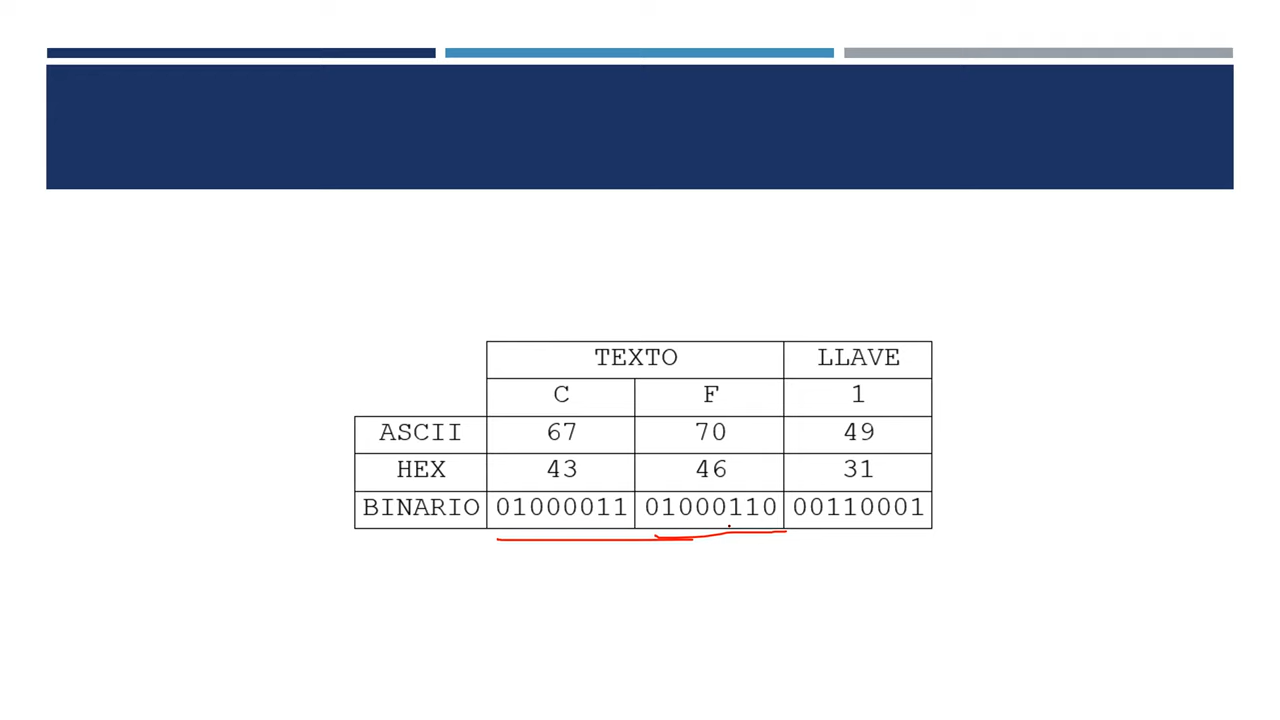 TEXTO LLAVE
C F 1
ASCII 67 70 49
HEX 43 46 31
BINARIO 01000011 01000110 00110001